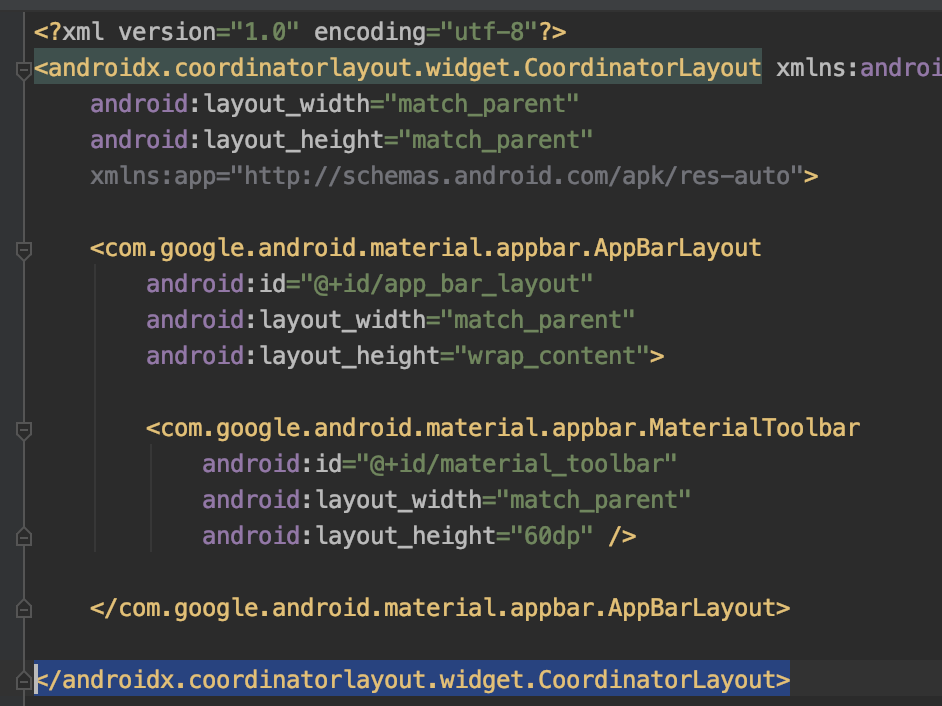 <?xml version="1.0" encoding="utf-8"?>
<androidx.coordinatorlayout.widget.CoordinatorLayout xmlns:androi
android:layout_width="match_parent"
android:layout_height="match_parent"
xmlns:app="http://schemas.android.com/apk/res-auto">
<com.google.android.material.appbar.AppBarLayout
android:id="@+id/app_bar_layout"
android:layout_width="match_parent"
android:layout_height="wrap_content">
<com.google.android.material.appbar.MaterialToolbar
android:id="@+id/material_toolbar"
android:layout_width="match_parent"
android:layout_height="60dp" />
</com.google.android.material.appbar.AppBarLayout>
</androidx.coordinatorlayout.widget.CoordinatorLayout>